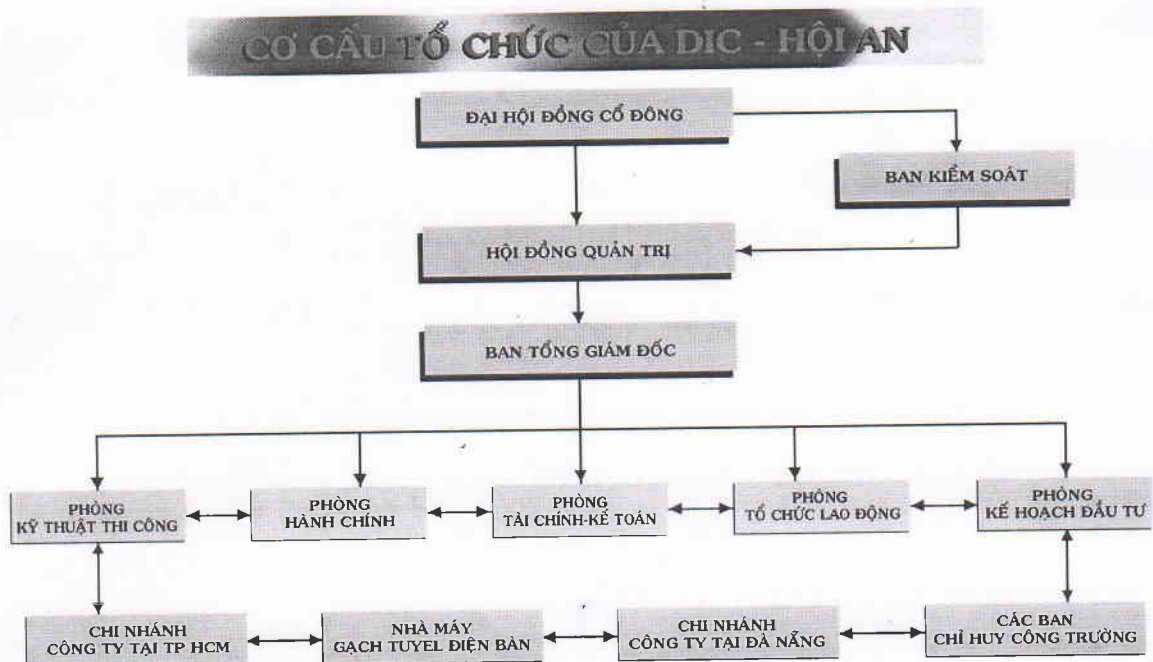 CƠ CẤU TỔ CHỨC CỦA DIC - HỘI AN
ĐẠI HỘI ĐỒNG CỔ ĐÔNG
BAN KIỂM SOÁT
HỘI ĐỒNG QUẢN TRỊ
BAN TỔNG GIÁM ĐỐC
PHÒNG
KỸ THUẬT THI CÔNG
PHÒNG
HÀNH CHÍNH
PHÒNG
TÀI CHÍNH-KẾ TOÁN
PHÒNG
TỔ CHỨC LAO ĐỘNG
PHÒNG
KẾ HOẠCH ĐẦU TƯ
CHI NHÁNH
CÔNG TY TẠI TP HCM
NHÀ MÁY
GẠCH TUYEL ĐIỆN BÀN
CHI NHÁNH
CÔNG TY TẠI ĐÀ NẴNG
CÁC BAN
CHỈ HUY CÔNG TRƯỜNG